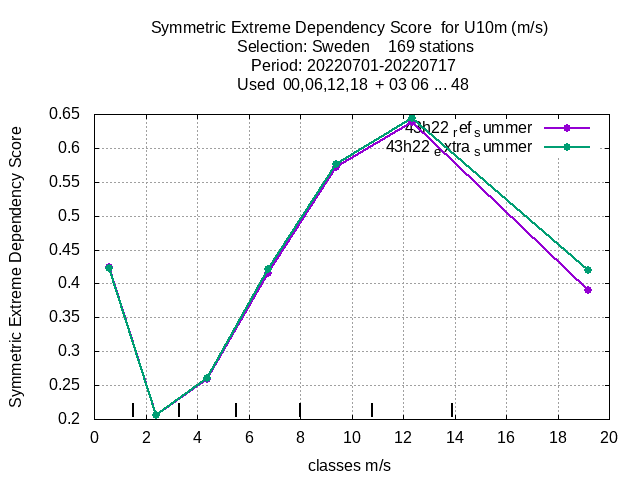 Symmetric Extreme Dependency Score for U10m (m/s)
Selection: Sweden 169 stations
Period: 20220701-20220717
Used 00,06,12,18 + 03 06 ... 48
Symmetric Extreme Dependency Score
0.65
0.6
0.55
0.5
0.45
0.4
0.35
0.3
0.25
0.2
43h22refsummer
43h22extrasummer
0 2 4 6 8 10 12 14 16 18 20
classes m/s